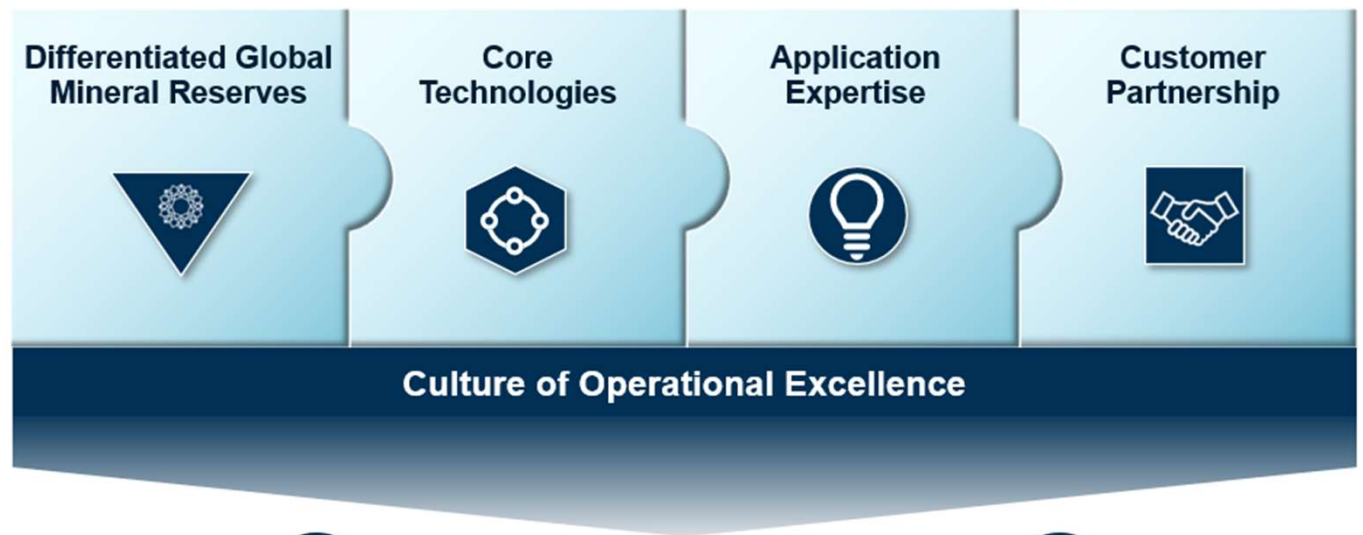 Differentiated Global
Mineral Reserves
Core
Technologies
Application
Expertise
Customer
Partnership
Culture of Operational Excellence